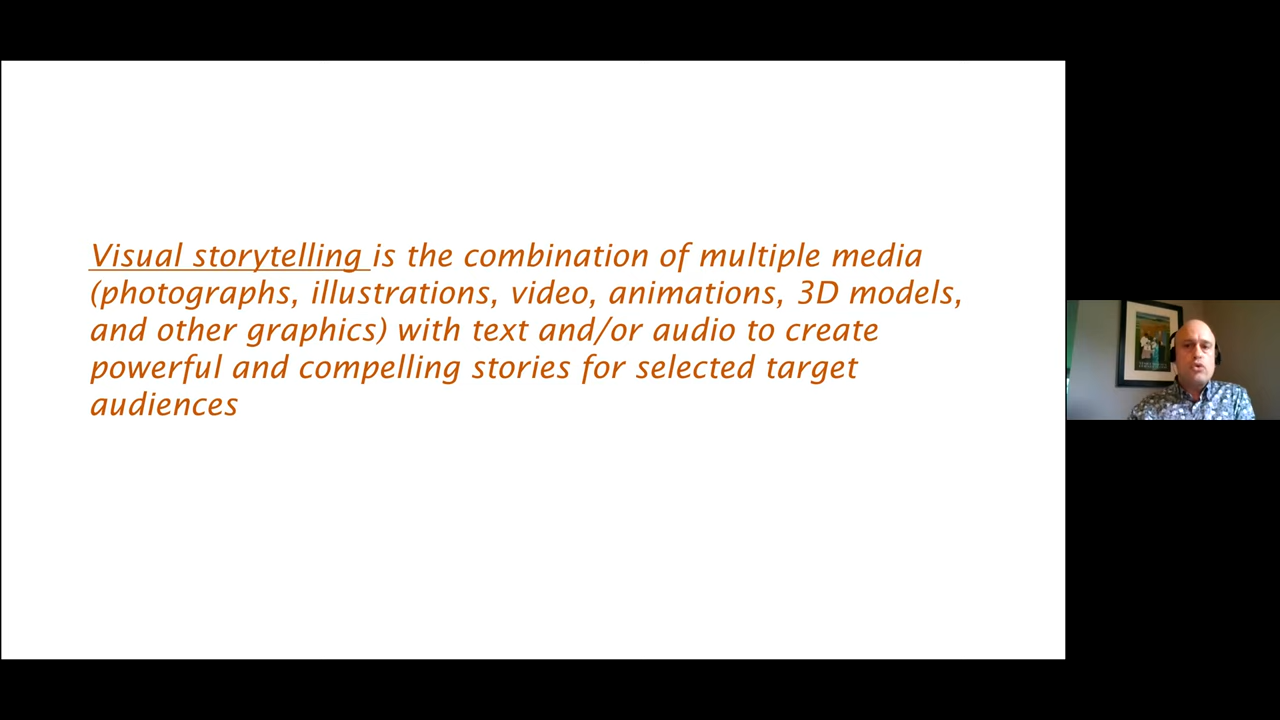 Visual storytelling is the combination of multiple media
(photographs, illustrations, video, animations, 3D models,
and other graphics) with text and/or audio to create
powerful and compelling stories for selected target
audiences